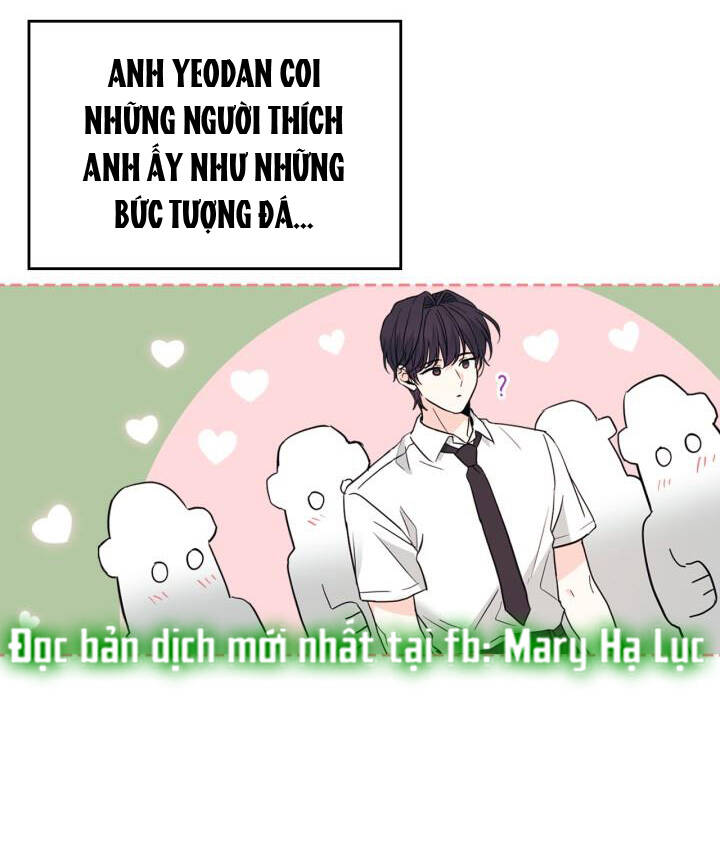 ANH YEODAN COI
NHỮNG NGƯỜI THÍCH
ANH ẤY NHƯ NHỮNG
BỨC TƯỢNG ĐÁ...
?
Đọc bản dịch mới nhất tại fb: Mary Hạ Lục